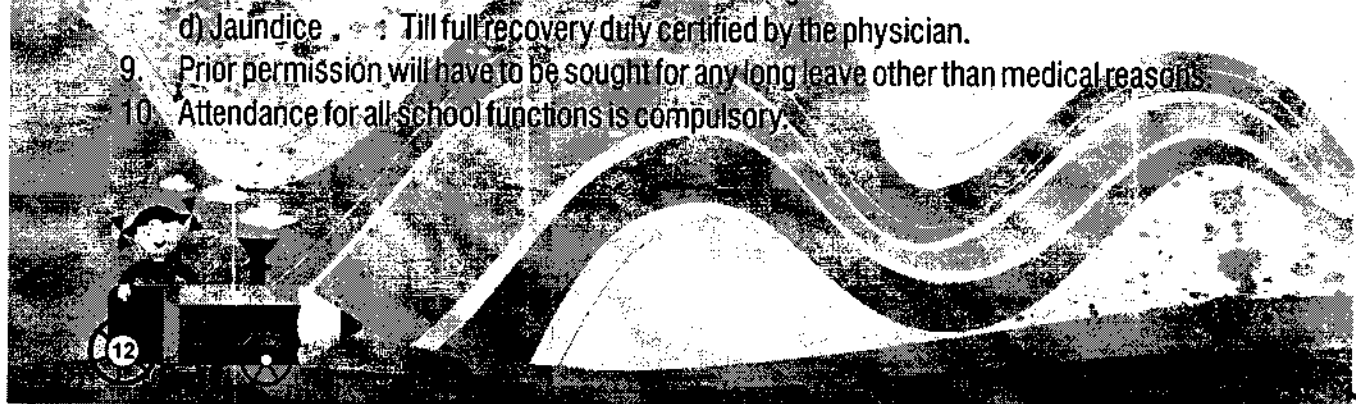 d) Jaundice : Till full recovery duly certified by the physician.
9. Prior permission will have to be sought for any long leave other than medical reasons.
10. Attendance for all school functions is compulsory.
12